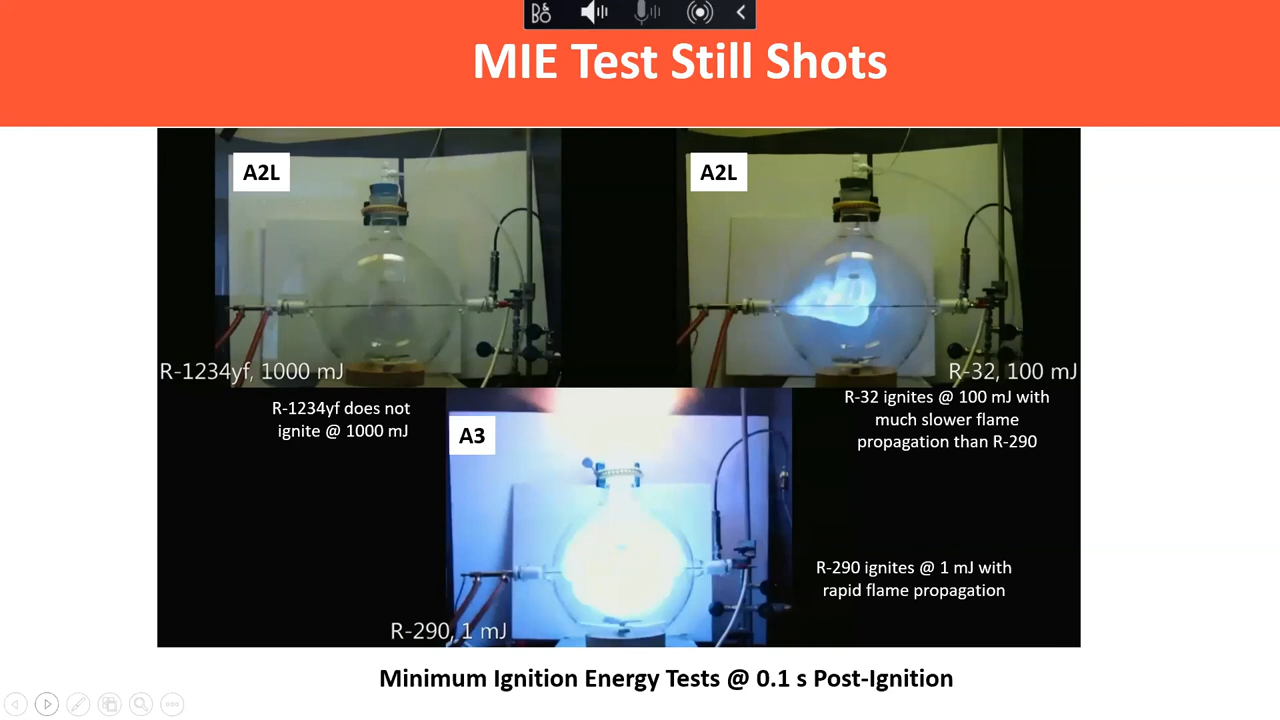 MIE Test Still Shots
A2L
A2L
R-1234yf, 1000 mJ
R-32, 100 mJ
R-1234yf does not
ignite @ 1000 mJ
R-32 ignites @ 100 mJ with
much slower flame
propagation than R-290
A3
R-290 ignites @ 1 mJ with
rapid flame propagation
R-290, 1 mJ
Minimum Ignition Energy Tests @ 0.1 s Post-Ignition